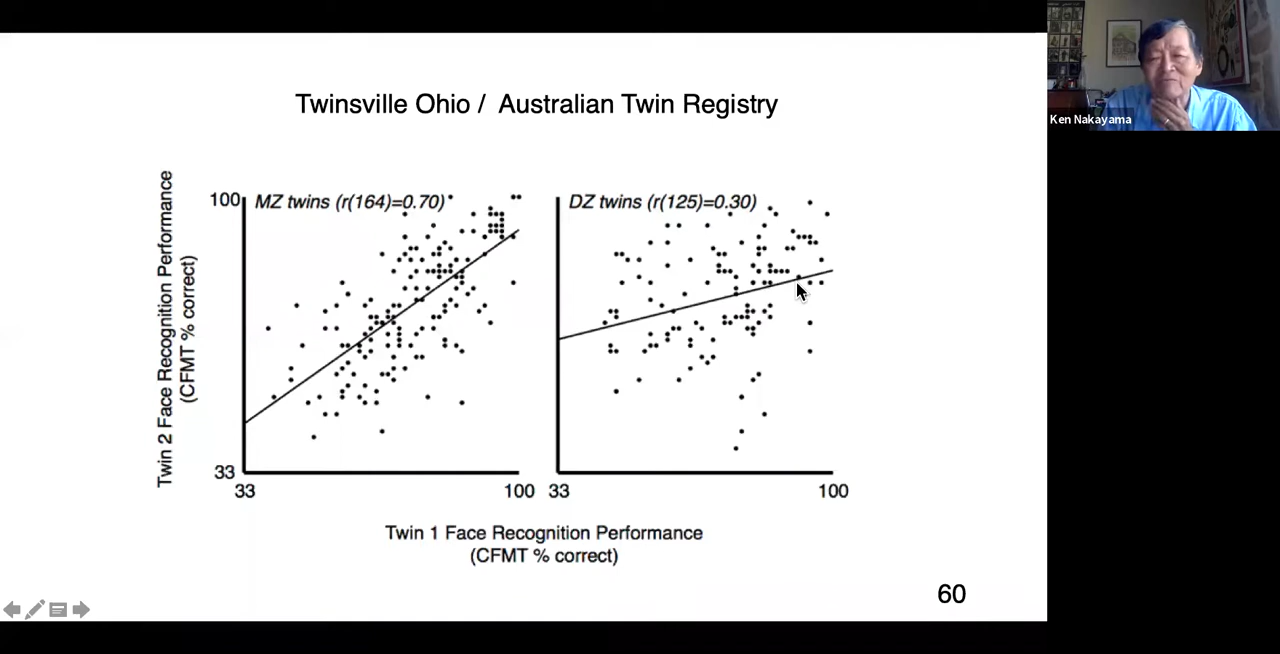 Twinsville Ohio / Australian Twin Registry
Ken Nakayama
Twin 2 Face Recognition Performance
(CFMT % correct)
100
MZ twins (r(164)=0.70)
DZ twins (r(125)=0.30)
33
33
100
33
100
Twin 1 Face Recognition Performance
(CFMT % correct)
60